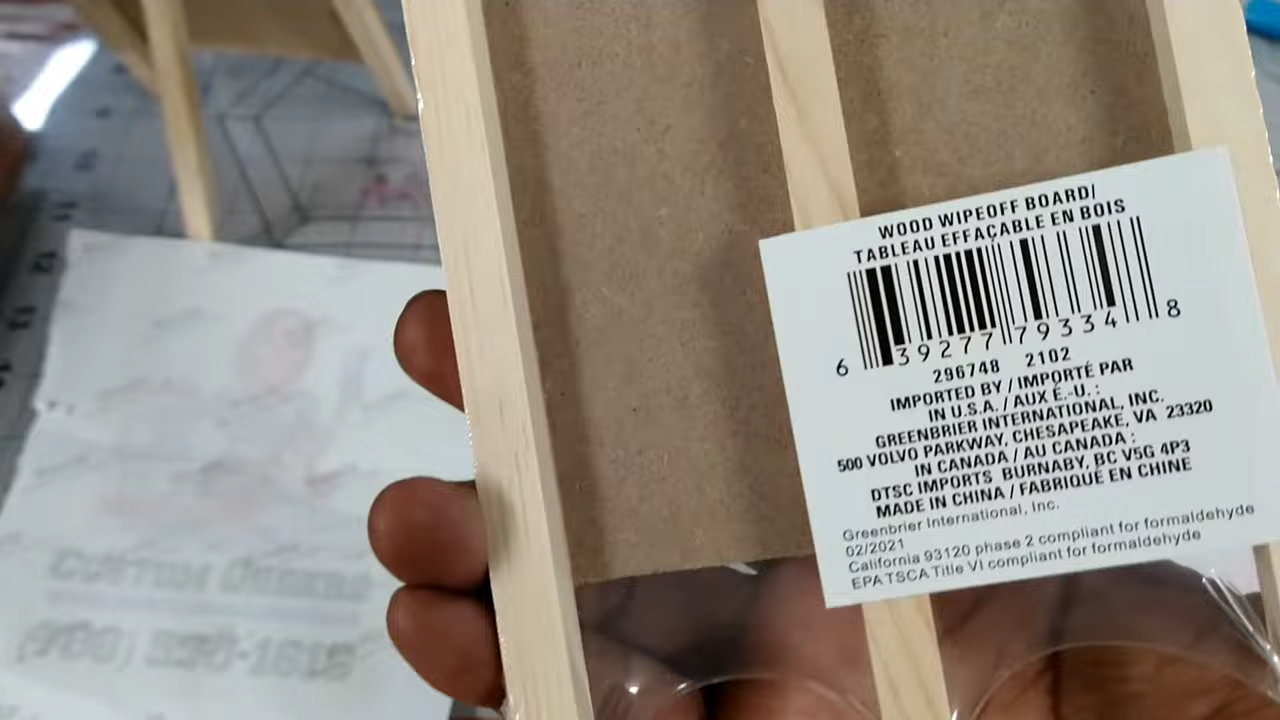 WOOD WIPEOFF BOARD/
TABLEAU EFFAÇABLE EN BOIS
6 39277 79334 8
296748 2102
IMPORTED BY / IMPORTÉ PAR
IN U.S.A. / AUX É.-U. :
GREENBRIER INTERNATIONAL, INC.
500 VOLVO PARKWAY, CHESAPEAKE, VA 23320
IN CANADA / AU CANADA :
DTSC IMPORTS BURNABY, BC V5G 4P3
MADE IN CHINA / FABRIQUÉ EN CHINE
Greenbrier International, Inc.
02/2021
California 93120 phase 2 compliant for formaldehyde
EPA TSCA Title VI compliant for formaldehyde
12
11